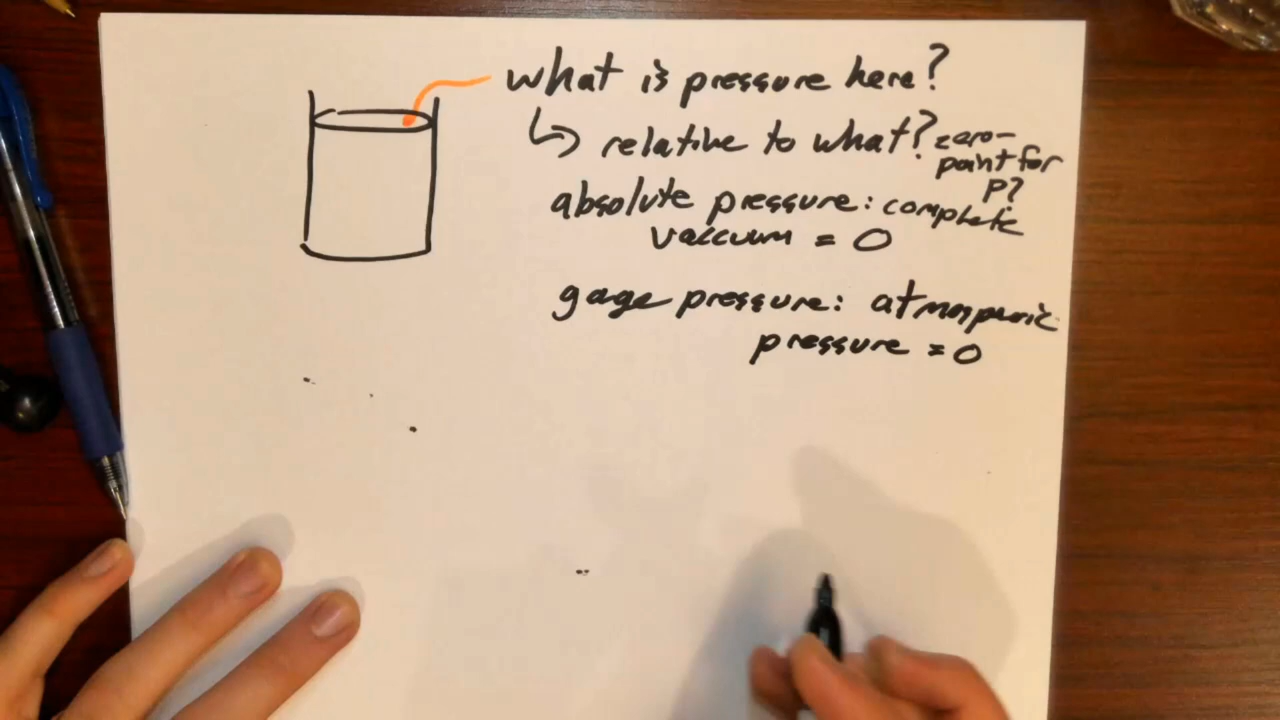 what is pressure here?
↳ relative to what? zero-
point for
P?
absolute pressure: complete
vaccuum = 0
gage pressure: atmospheric
pressure = 0